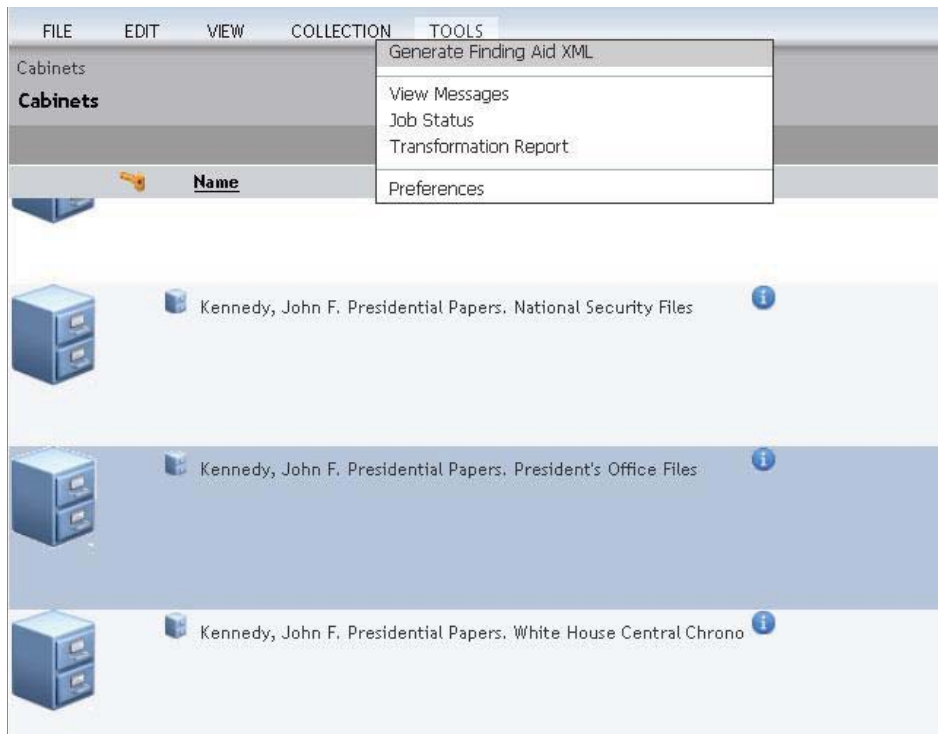 FILE EDIT VIEW COLLECTION TOOLS
Generate Finding Aid XML
View Messages
Job Status
Transformation Report
Preferences
Cabinets
Cabinets
Name
Kennedy, John F. Presidential Papers. National Security Files
Kennedy, John F. Presidential Papers. President's Office Files
Kennedy, John F. Presidential Papers. White House Central Chrono